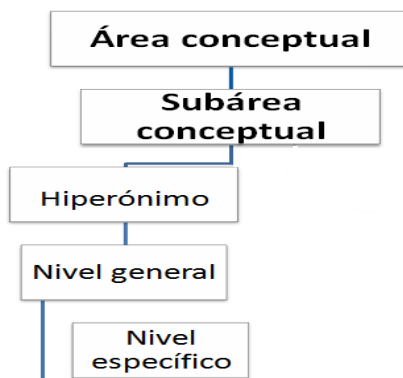 Área conceptual
Subárea
conceptual
Hiperónimo
Nivel general
Nivel
específico